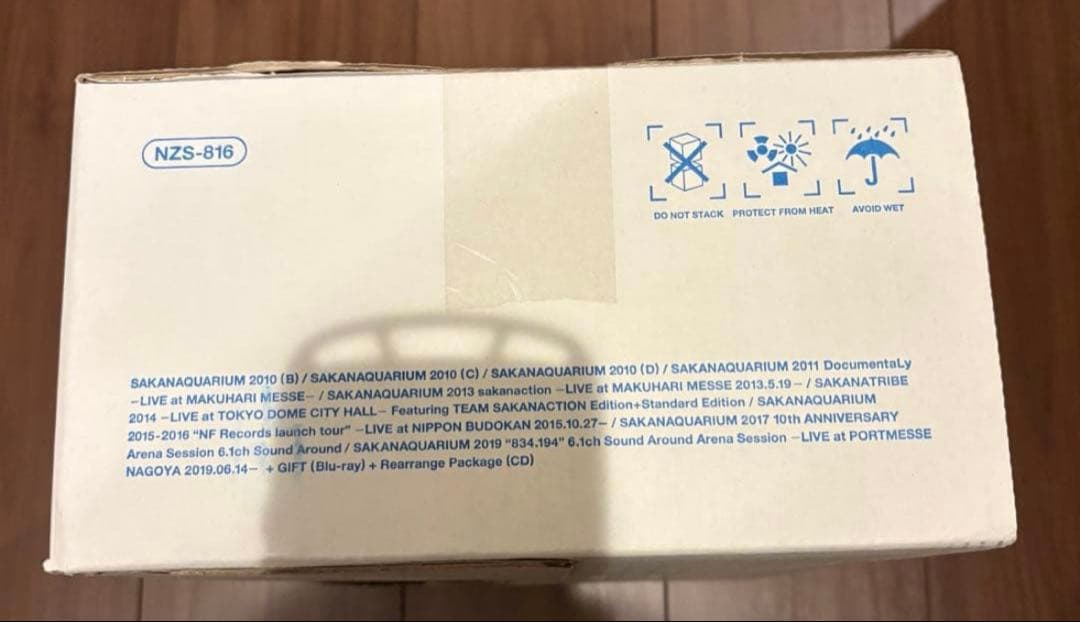 NZS-816
DO NOT STACK PROTECT FROM HEAT AVOID WET
SAKANAQUARIUM 2010 (B) / SAKANAQUARIUM 2010 (C) / SAKANAQUARIUM 2010 (D) / SAKANAQUARIUM 2011 DocumentaLy
–LIVE at MAKUHARI MESSE– / SAKANAQUARIUM 2013 sakanaction –LIVE at MAKUHARI MESSE 2013.5.19 – / SAKANATRIBE
2014 –LIVE at TOKYO DOME CITY HALL– Featuring TEAM SAKANACTION Edition+Standard Edition / SAKANAQUARIUM
2015-2016 “NF Records launch tour” –LIVE at NIPPON BUDOKAN 2015.10.27– / SAKANAQUARIUM 2017 10th ANNIVERSARY
Arena Session 6.1ch Sound Around / SAKANAQUARIUM 2019 “834.194” 6.1ch Sound Around Arena Session –LIVE at PORTMESSE
NAGOYA 2019.06.14– + GIFT (Blu-ray) + Rearrange Package (CD)